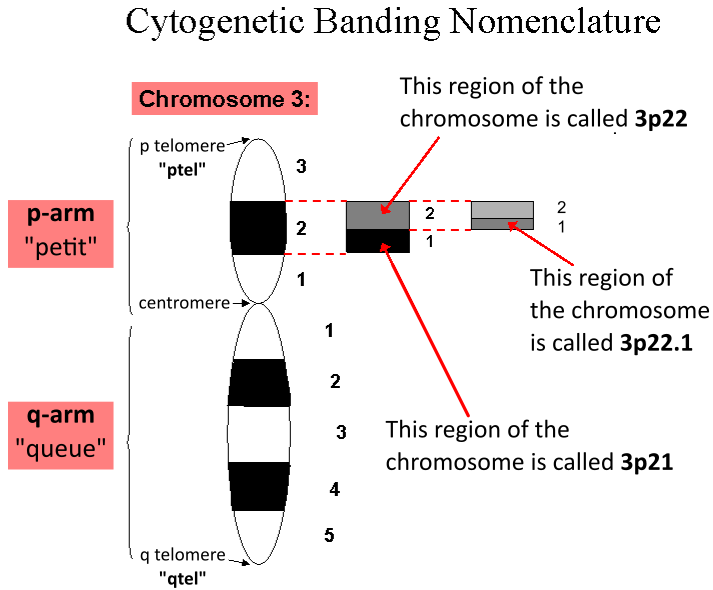 Cytogenetic Banding Nomenclature
Chromosome 3:
This region of the
chromosome is called 3p22
p telomere
"ptel"
3
p-arm
"petit"
2
1
2
1
2
1
centromere
This region of
the chromosome
is called 3p22.1
1
2
q-arm
"queue"
3
This region of the
chromosome is called 3p21
4
5
q telomere
"qtel"